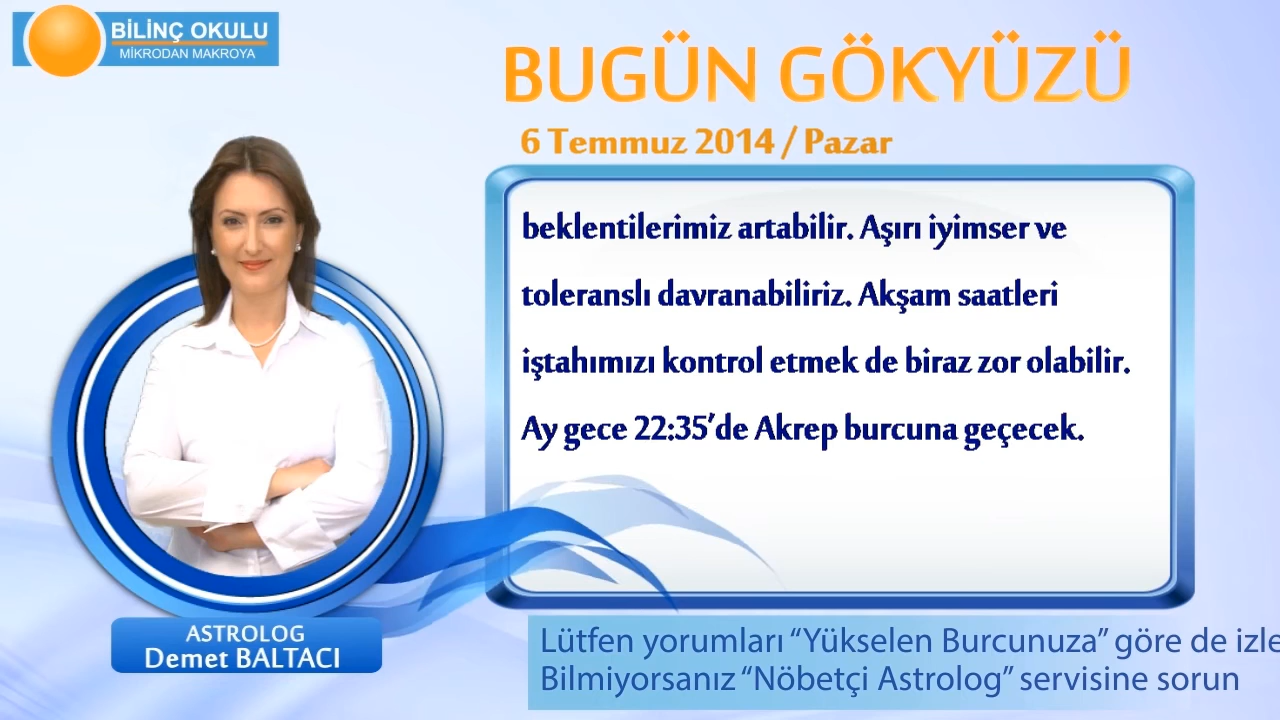 BİLİNÇ OKULU
MİKRODAN MAKROYA
BUGÜN GÖKYÜZÜ
6 Temmuz 2014 / Pazar
beklentilerimiz artabilir. Aşırı iyimser ve
toleranslı davranabiliriz. Akşam saatleri
iştahımızı kontrol etmek de biraz zor olabilir.
Ay gece 22:35'de Akrep burcuna geçecek.
ASTROLOG
Demet BALTACI
Lütfen yorumları “Yükselen Burcunuza” göre de izle
Bilmiyorsanız “Nöbetçi Astrolog” servisine sorun